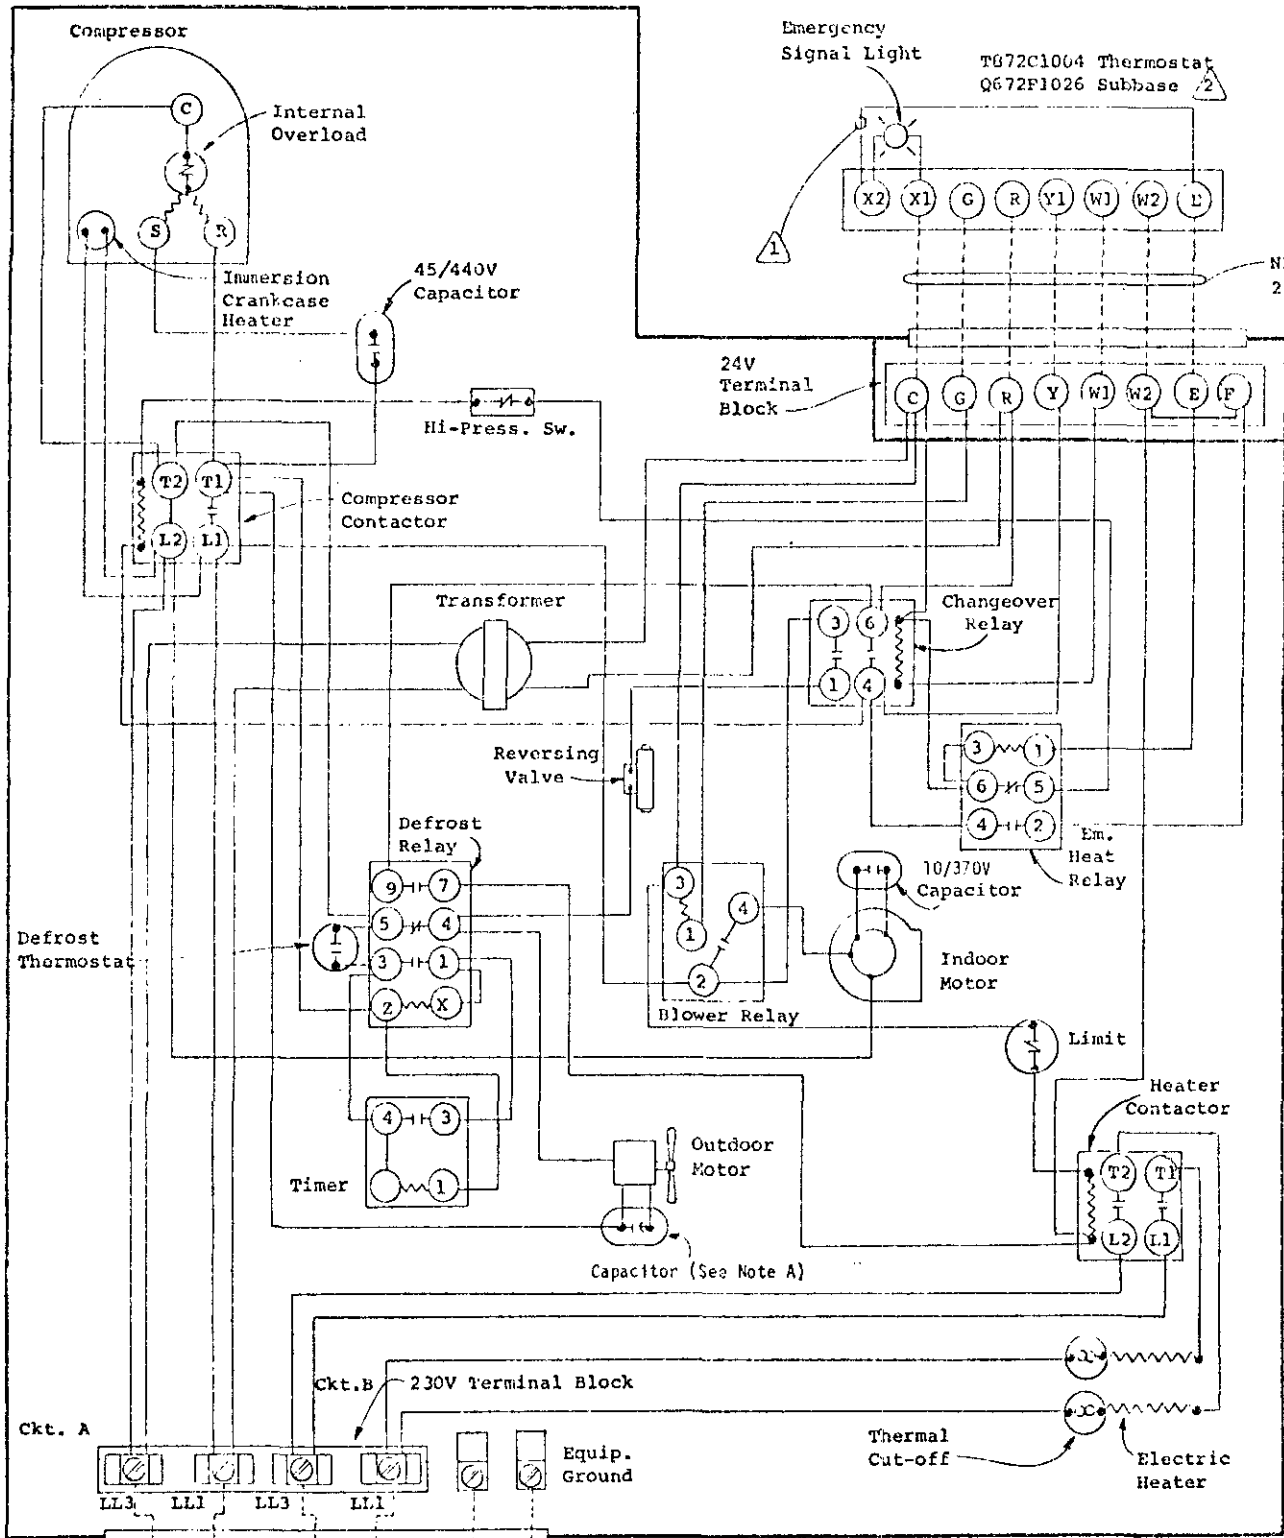 Compressor
C
Internal
Overload
S
R
Immersion
Crankcase
Heater
45/440V
Capacitor
Hi-Press. Sw.
Emergency
Signal Light
T872C1004 Thermostat
Q672F1026 Subbase 2
X2 X1 G R Y1 W1 W2 E
1
N
2
24V
Terminal
Block
C G R Y W1 W2 E F
T2 T1
L2 L1
Compressor
Contactor
Transformer
Changeover
Relay
3 6
1 4
Reversing
Valve
3 1
6 5
4 2
Em.
Heat
Relay
Defrost
Relay
9 7
5 4
3 1
Z X
Defrost
Thermostat
3
4
1
2
Blower Relay
10/370V
Capacitor
Indoor
Motor
Limit
Heater
Contactor
T2 T1
L2 L1
4 3
1
Timer
Outdoor
Motor
Capacitor (See Note A)
Ckt.B 230V Terminal Block
Ckt. A
LL3 LL1 LL3 LL1
Equip.
Ground
Thermal
Cut-off
Electric
Heater